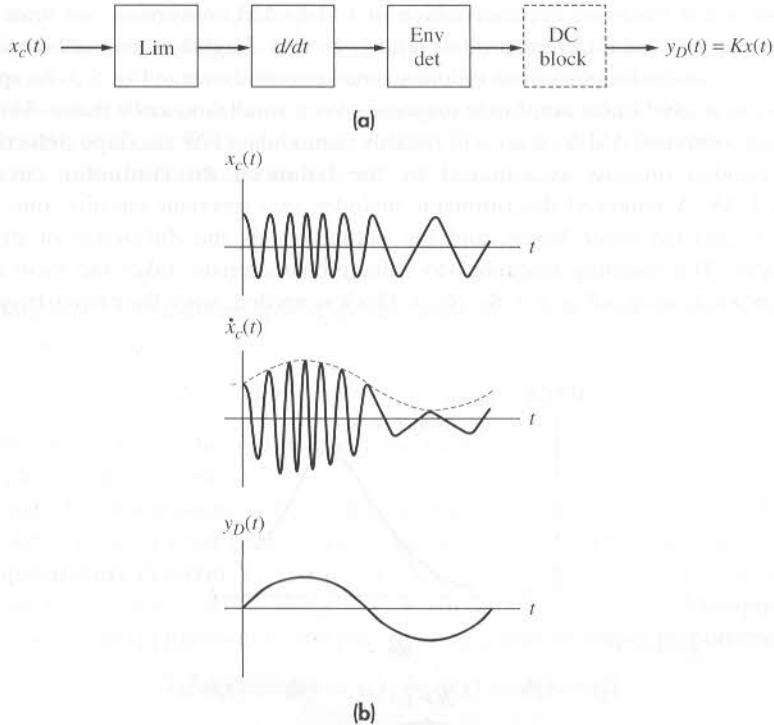 x_c(t) Lim d/dt Env det DC block y_D(t) = Kx(t)
(a)
x_c(t)
t
ẋ_c(t)
t
y_D(t)
t
(b)